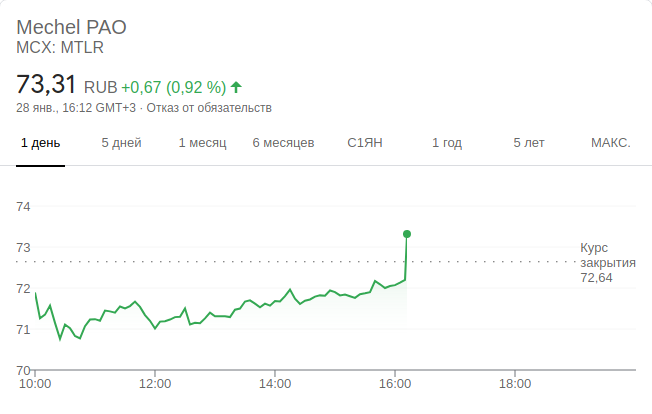 Mechel PAO
MCX: MTLR
73,31 RUB +0,67 (0,92 %)
28 янв., 16:12 GMT+3 · Отказ от обязательств
1 день 5 дней 1 месяц 6 месяцев С1ЯН 1 год 5 лет МАКС.
74
73
72
71
70
Курс
закрытия
72,64
10:00 12:00 14:00 16:00 18:00